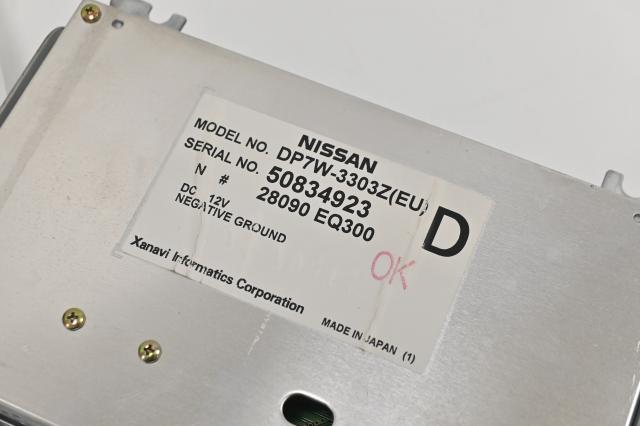 NISSAN
MODEL NO. DP7W-3303Z(EU)
SERIAL NO. 50834923
N # 28090 EQ300
DC 12V
NEGATIVE GROUND
D
OK
Xanavi Informatics Corporation
MADE IN JAPAN (1)